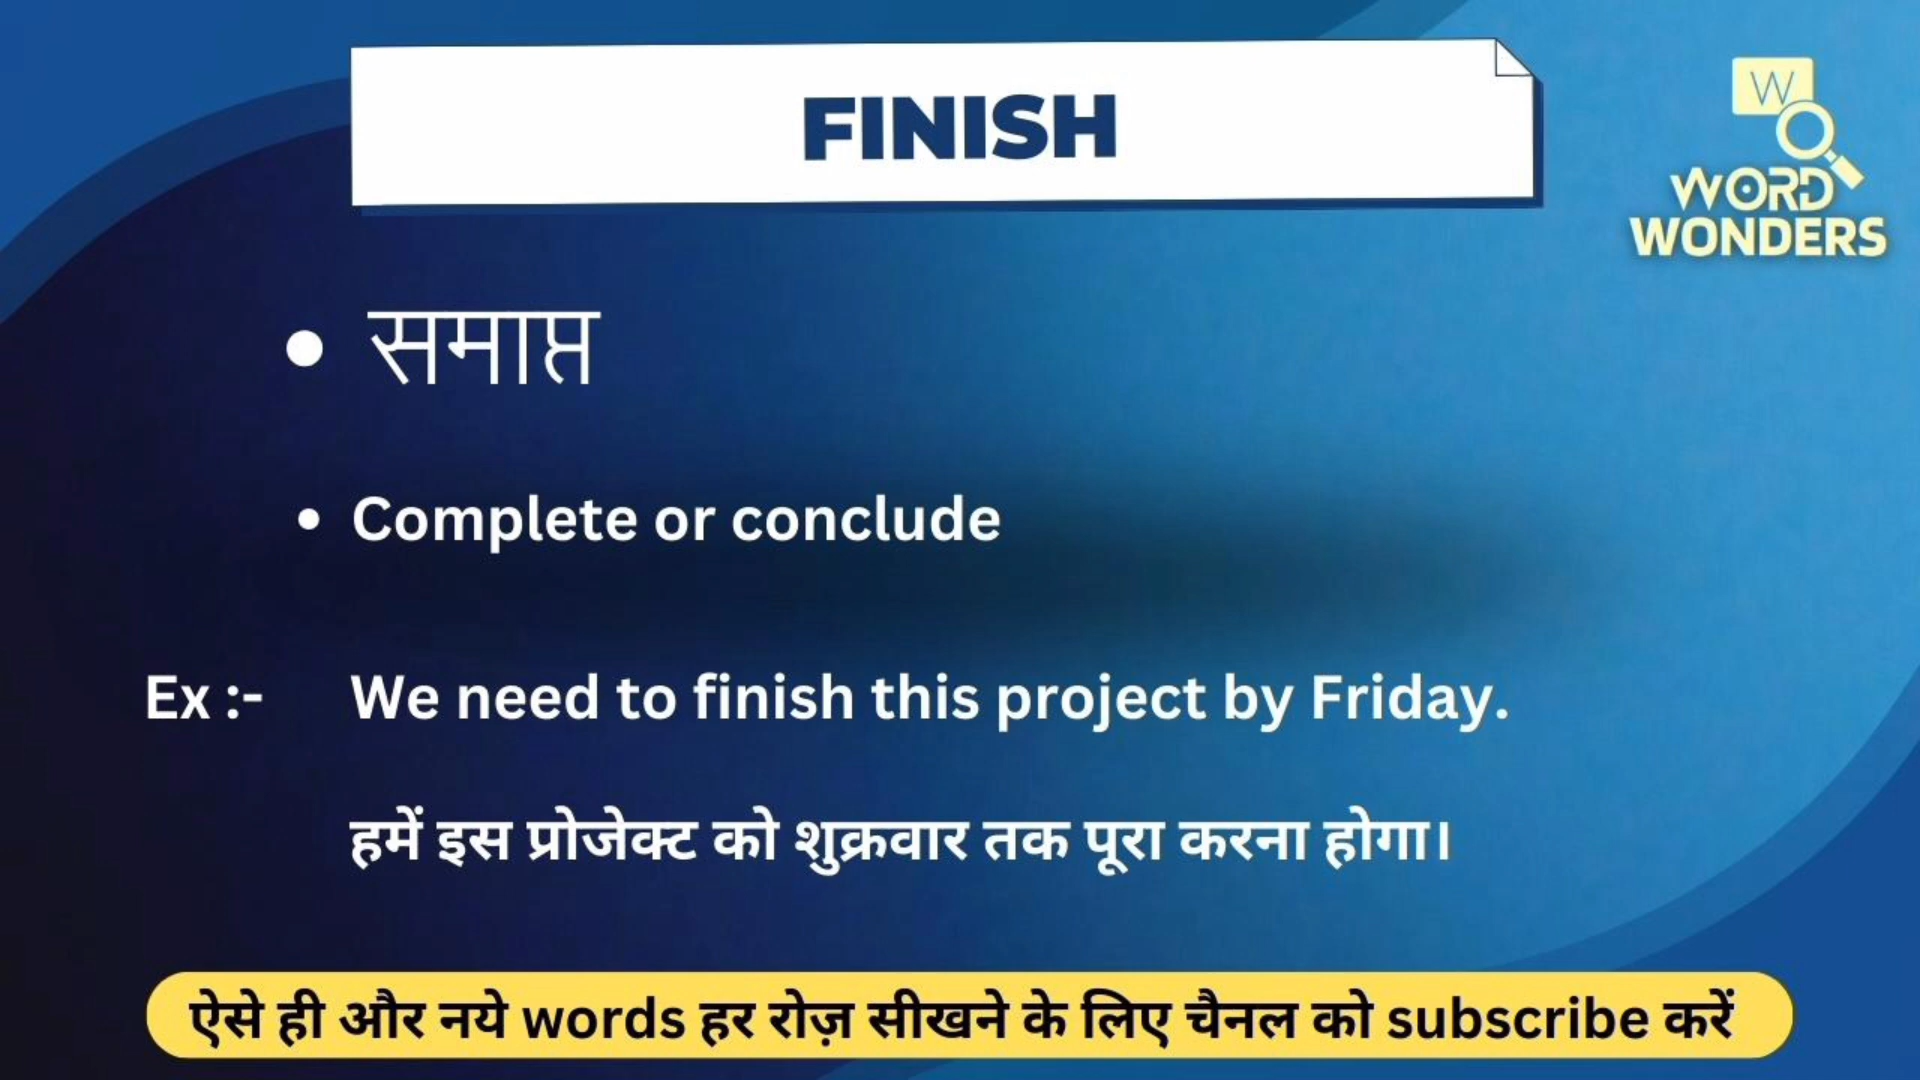 FINISH
W
WORD
WONDERS
• समाप्त
• Complete or conclude
Ex :- We need to finish this project by Friday.
हमें इस प्रोजेक्ट को शुक्रवार तक पूरा करना होगा।
ऐसे ही और नये words हर रोज़ सीखने के लिए चैनल को subscribe करें